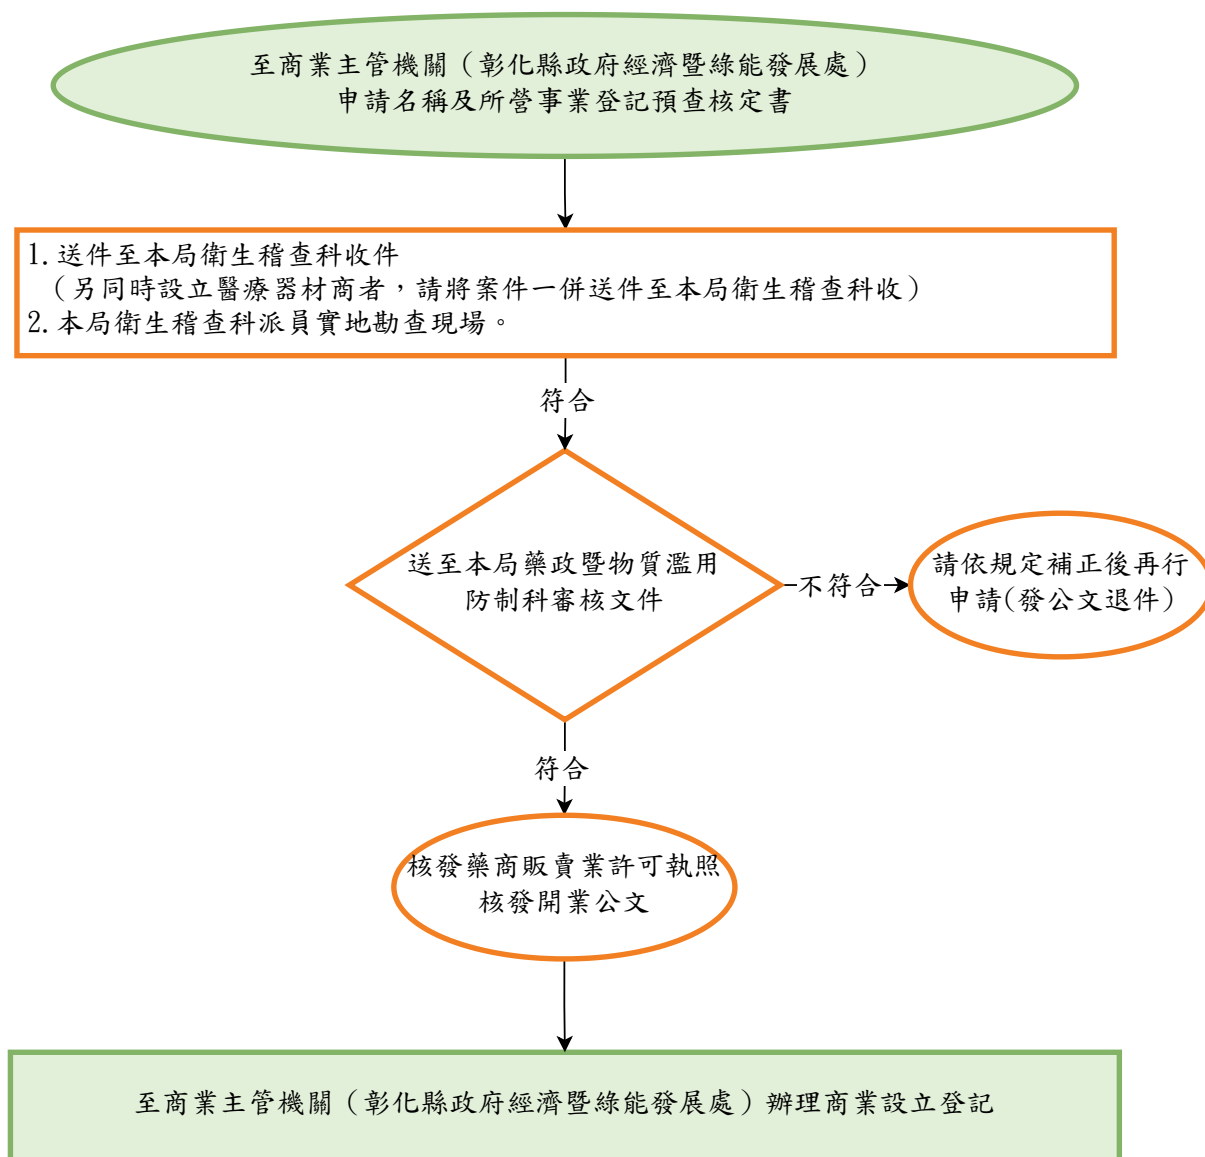 至商業主管機關（彰化縣政府經濟暨綠能發展處）
申請名稱及所營事業登記預查核定書
1.送件至本局衛生稽查科收件
（另同時設立醫療器材商者，請將案件一併送件至本局衛生稽查科收）
2.本局衛生稽查科派員實地勘查現場。
符合
送至本局藥政暨物質濫用
防制科審核文件
不符合
請依規定補正後再行
申請(發公文退件)
符合
核發藥商販賣業許可執照
核發開業公文
至商業主管機關（彰化縣政府經濟暨綠能發展處）辦理商業設立登記